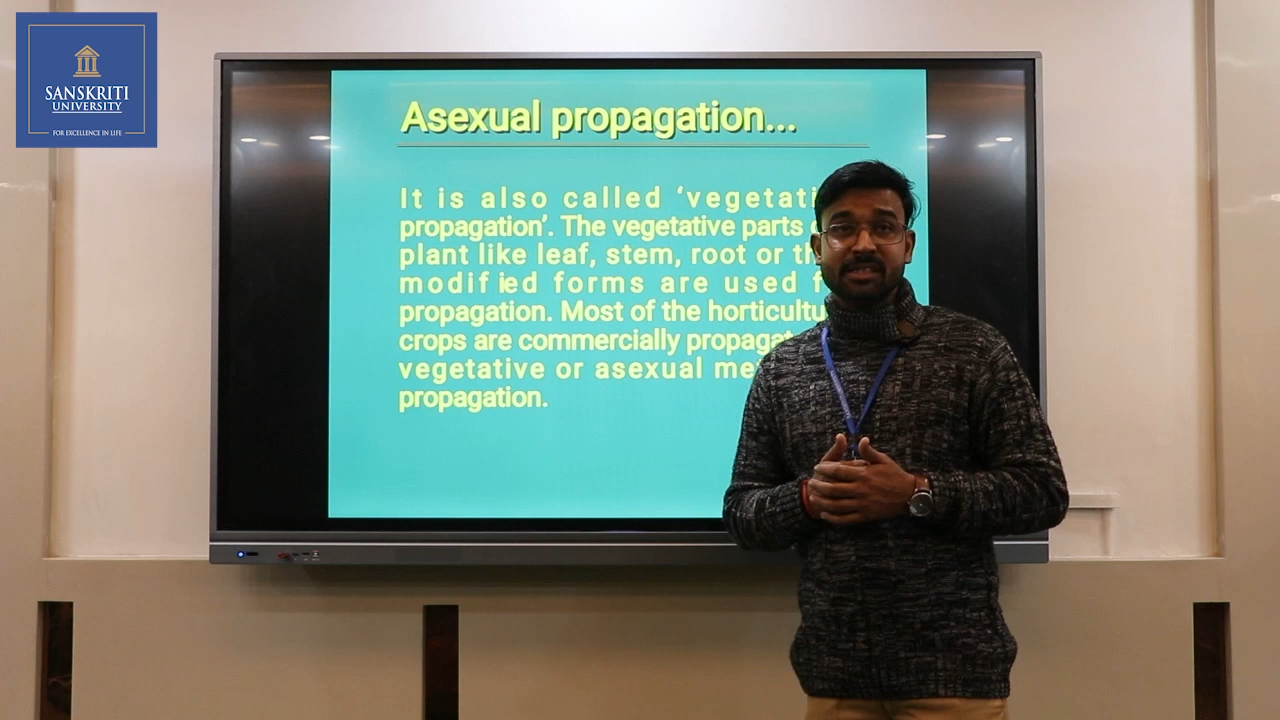 SANSKRITI
UNIVERSITY
FOR EXCELLENCE IN LIFE
Asexual propagation...
It is also called ‘vegetati
propagation’. The vegetative parts
plant like leaf, stem, root or th
modified forms are used f
propagation. Most of the horticultu
crops are commercially propagat
vegetative or asexual me
propagation.